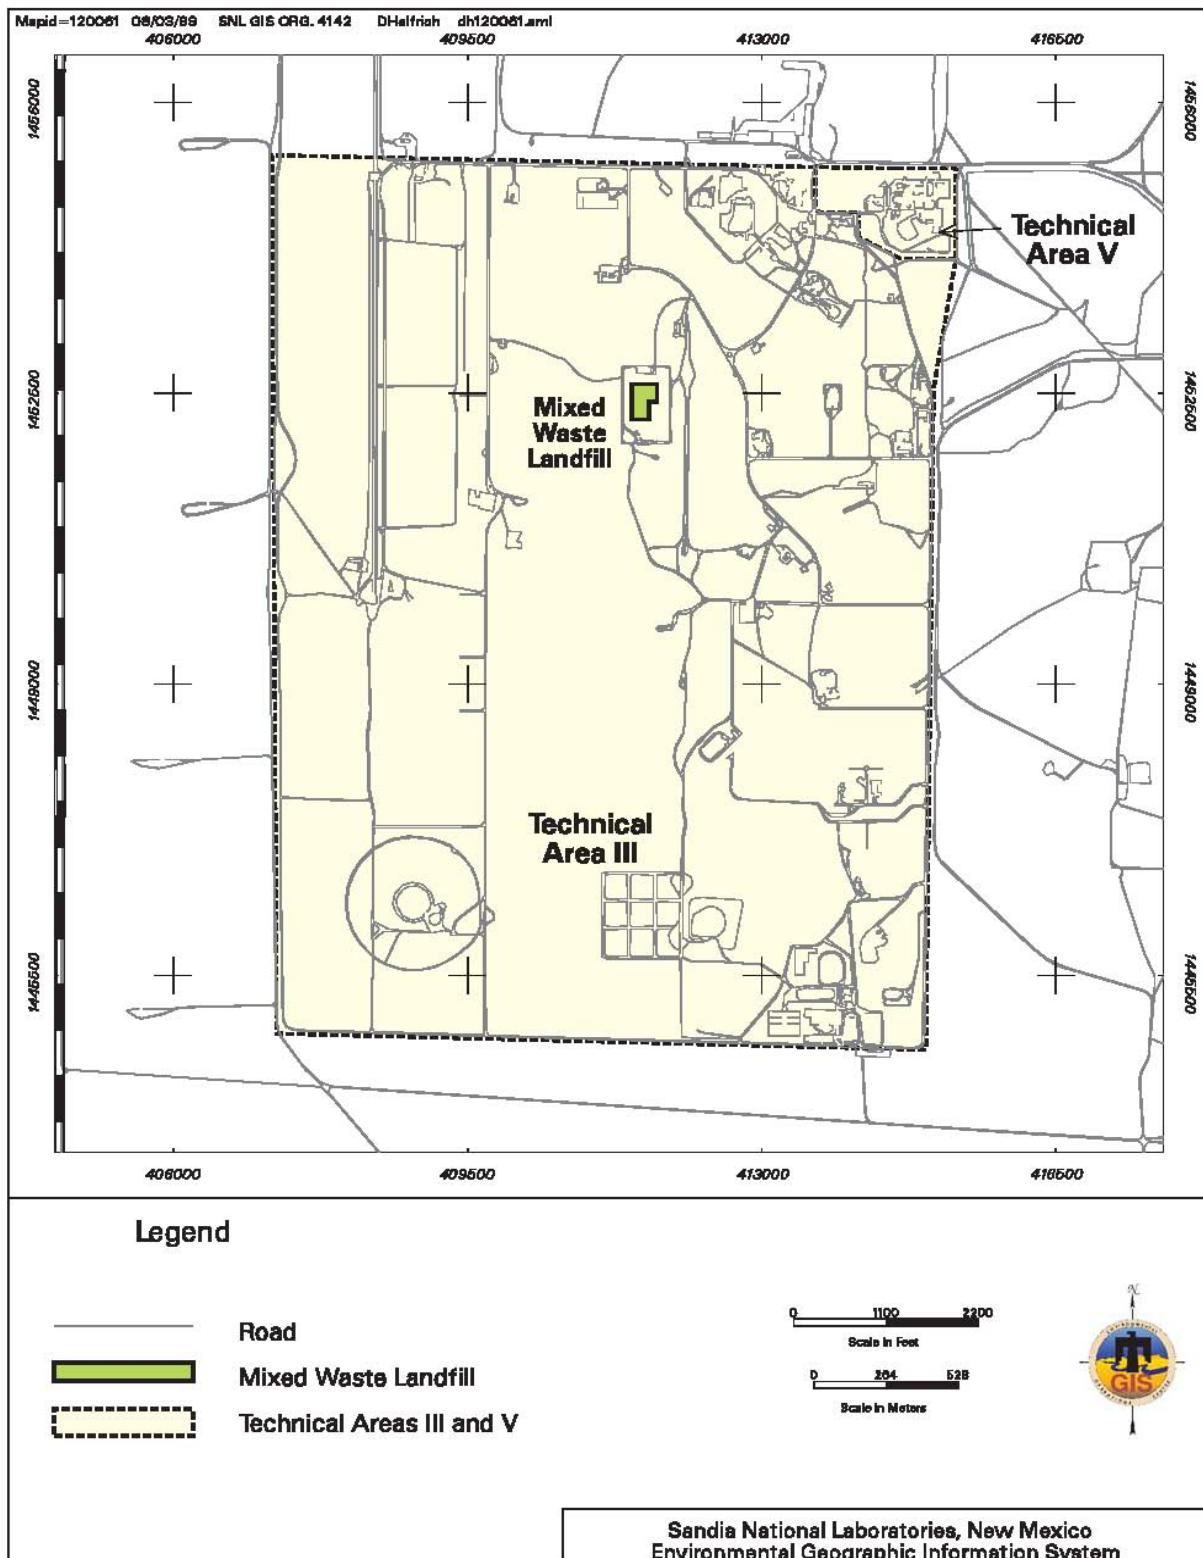 Mapid=120061 08/03/99 SNL GIS ORG. 4142 DHelfrich dh120061.aml
406000 409500 413000 416500
1456000 1456000
Technical
Area V
1452500 1452500
Mixed
Waste
Landfill
1449000 1449000
Technical
Area III
1445500 1445500
406000 409500 413000 416500
Legend
Road
Mixed Waste Landfill
Technical Areas III and V
0 1100 2200
Scale in Feet
0 264 528
Scale in Meters
N
GIS
Sandia National Laboratories, New Mexico
Environmental Geographic Information System